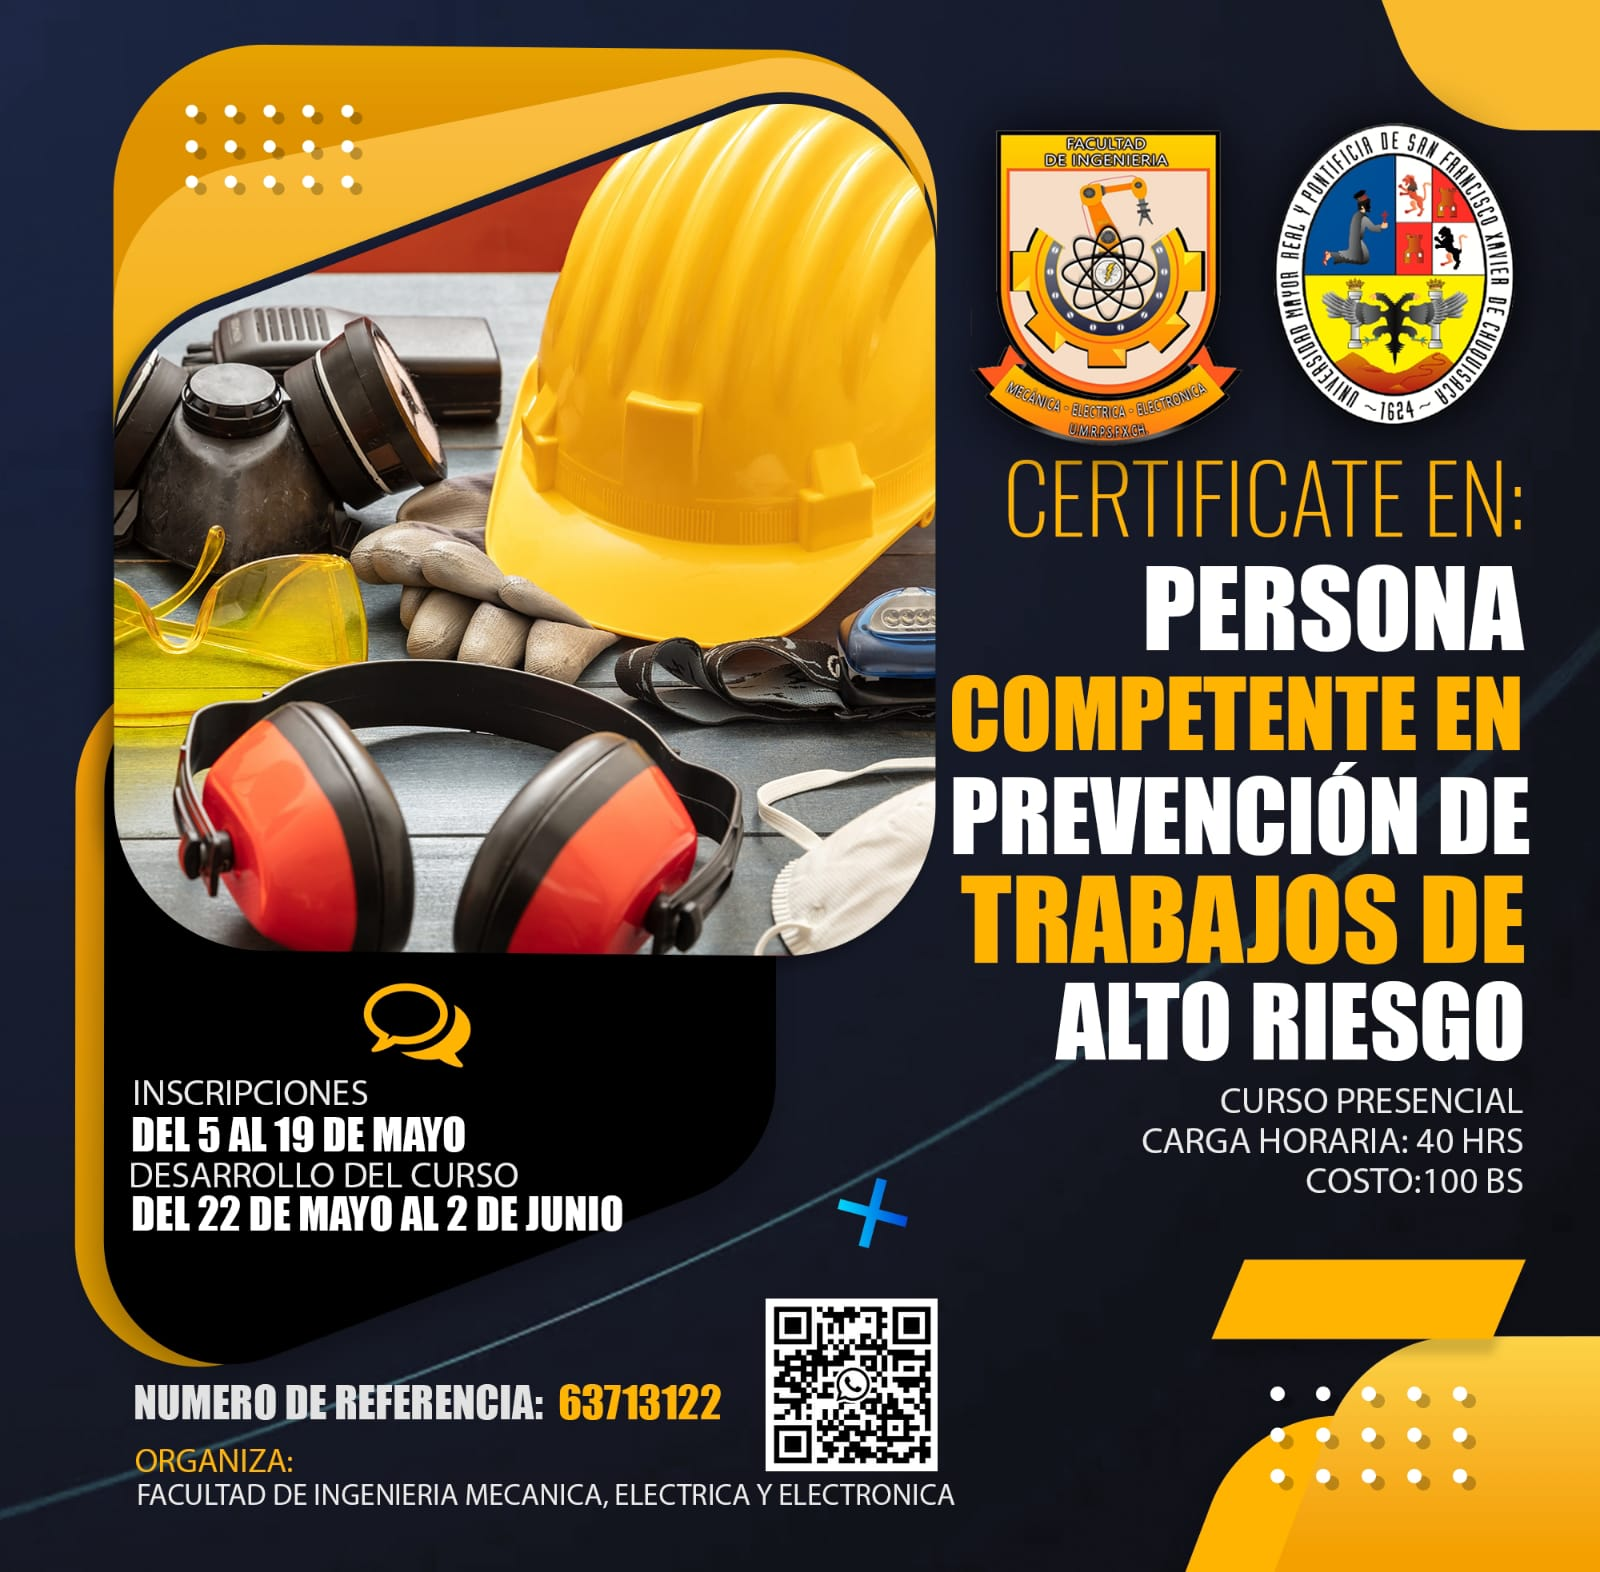 FACULTAD
DE INGENIERIA
MECÁNICA - ELECTRICA - ELECTRONICA
U.M.R.P.S.F.X.CH.
UNIVERSIDAD MAYOR REAL Y PONTIFICIA DE SAN FRANCISCO XAVIER DE CHUQUISACA
~1624~
CERTIFICATE EN:
PERSONA
COMPETENTE EN
PREVENCIÓN DE
TRABAJOS DE
ALTO RIESGO
CURSO PRESENCIAL
CARGA HORARIA: 40 HRS
COSTO:100 BS
INSCRIPCIONES
DEL 5 AL 19 DE MAYO
DESARROLLO DEL CURSO
DEL 22 DE MAYO AL 2 DE JUNIO
NUMERO DE REFERENCIA: 63713122
ORGANIZA:
FACULTAD DE INGENIERIA MECANICA, ELECTRICA Y ELECTRONICA